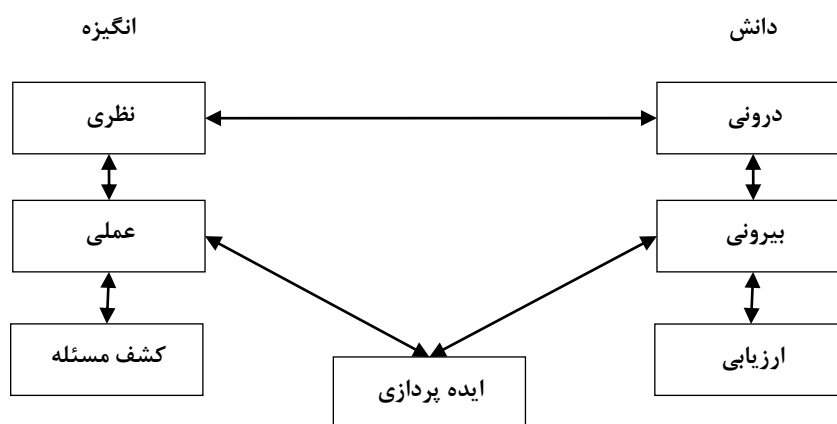 دانش
انگیزه
درونی
نظری
بیرونی
عملی
ارزیابی
کشف مسئله
ایده پردازی